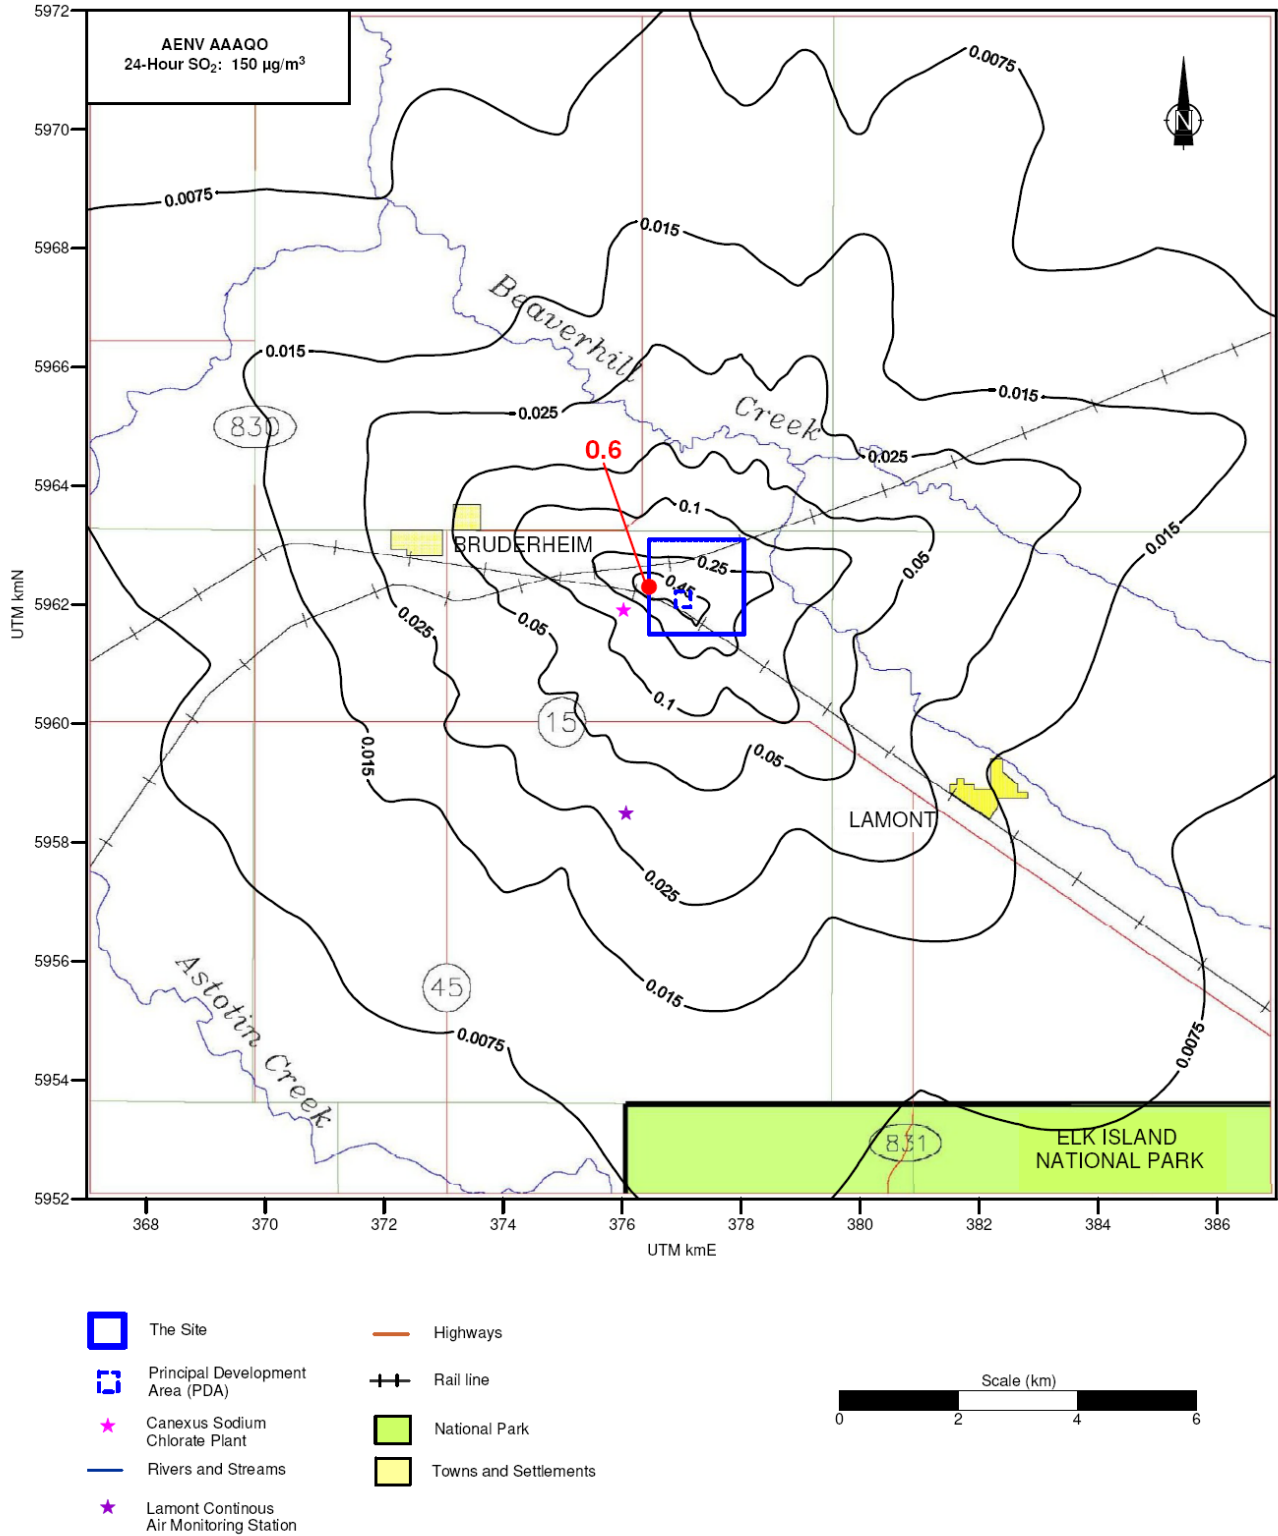 AENV AAAQO
24-Hour SO₂: 150 µg/m³
5972
5970
5968
5966
5964
5962
5960
5958
5956
5954
5952
UTM kmN
368
370
372
374
376
378
380
382
384
386
UTM kmE
N
0.0075
0.0075
0.015
0.015
0.015
0.025
0.025
0.6
0.1
0.25
0.45
0.05
0.015
0.025
0.05
0.1
0.015
0.05
0.025
0.015
0.0075
0.0075
Beaverhill
Creek
830
BRUDERHEIM
15
LAMONT
45
Astotin Creek
831
ELK ISLAND
NATIONAL PARK
The Site
Principal Development
Area (PDA)
Canexus Sodium
Chlorate Plant
Rivers and Streams
Lamont Continous
Air Monitoring Station
Highways
Rail line
National Park
Towns and Settlements
Scale (km)
0 2 4 6